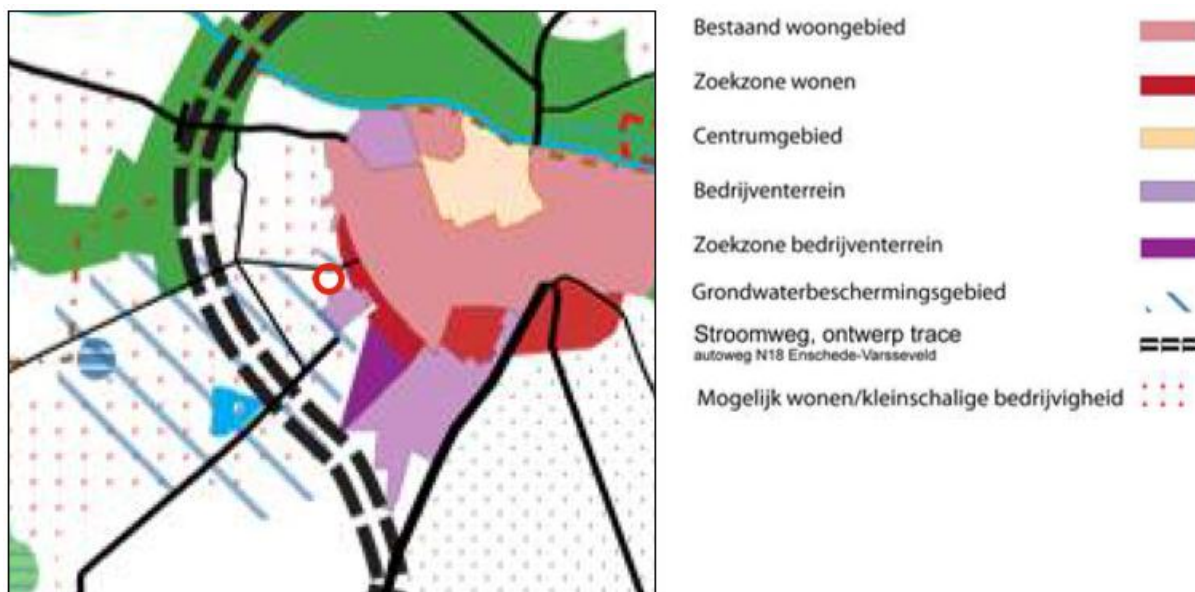 Bestaand woongebied
Zoekzone wonen
Centrumgebied
Bedrijventerrein
Zoekzone bedrijventerrein
Grondwaterbeschermingsgebied
Stroomweg, ontwerp trace
autoweg N18 Enschede-Varsseveld
Mogelijk wonen/kleinschalige bedrijvigheid
P